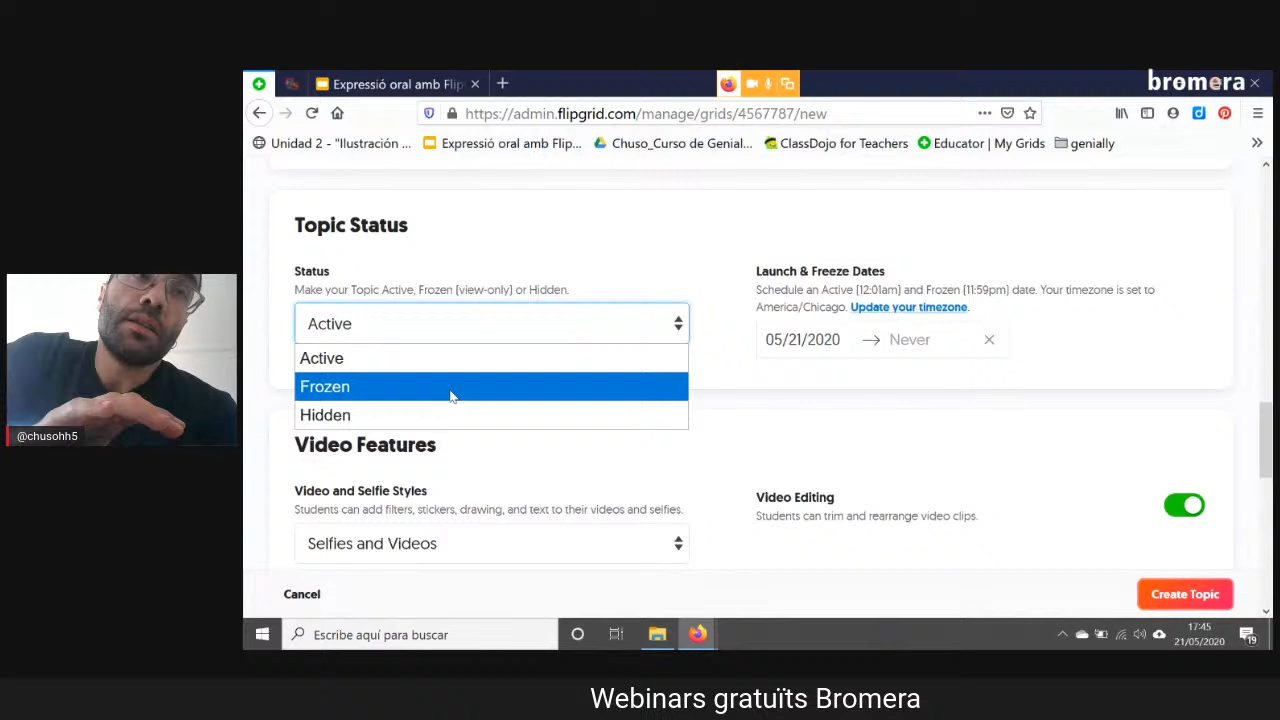 bromera
Expressió oral amb Flip
https://admin.flipgrid.com/manage/grids/4567787/new
Unidad 2 - "Ilustración ...
Expressió oral amb Flip...
Chuso_Curso de Genial...
ClassDojo for Teachers
Educator | My Grids
genially
Topic Status
Status
Make your Topic Active, Frozen (view-only) or Hidden.
Active
Active
Frozen
Hidden
Launch & Freeze Dates
Schedule an Active (12:01am) and Frozen (11:59pm) date. Your timezone is set to
America/Chicago. Update your timezone.
05/21/2020 → Never
Video Features
Video and Selfie Styles
Students can add filters, stickers, drawing, and text to their videos and selfies.
Selfies and Videos
Video Editing
Students can trim and rearrange video clips.
@chusohh5
Cancel
Create Topic
Escribe aquí para buscar
17:45
21/05/2020
19
Webinars gratuïts Bromera